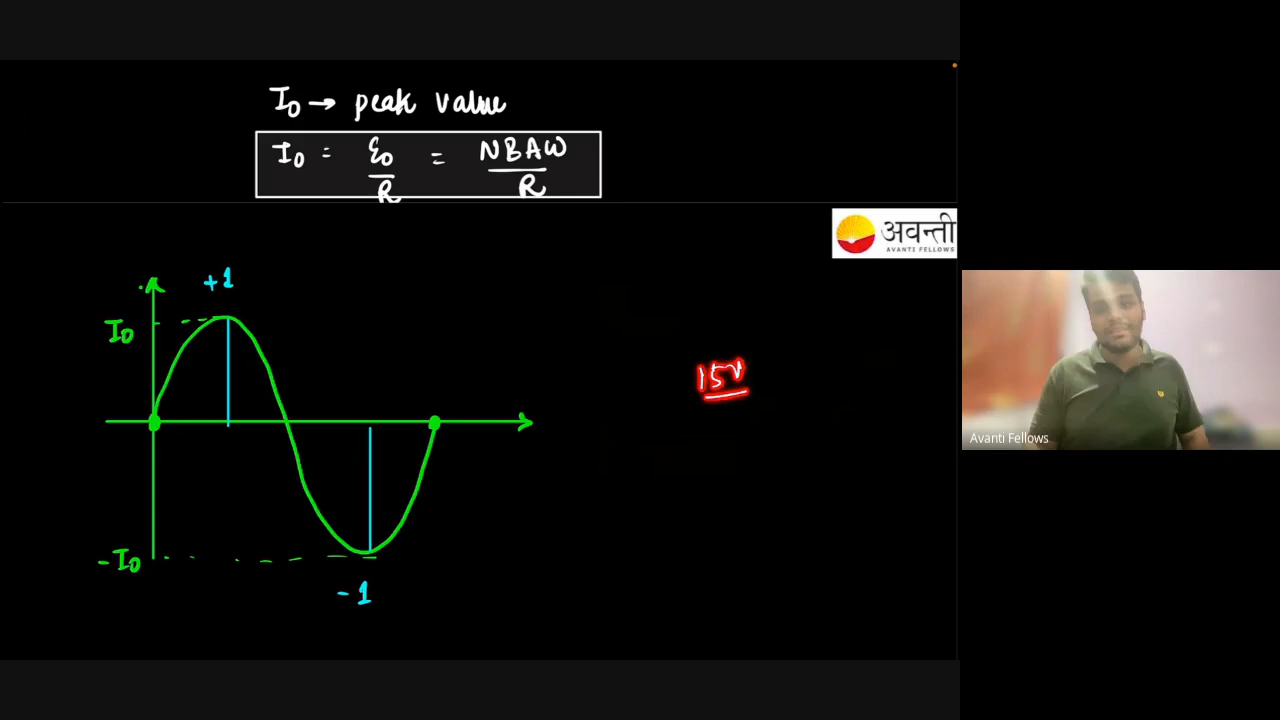 I₀ → peak value
I₀ = ε₀/R = NBAω/R
अवन्ती
AVANTI FELLOWS
+1
I₀
15V
Avanti Fellows
-I₀
-1